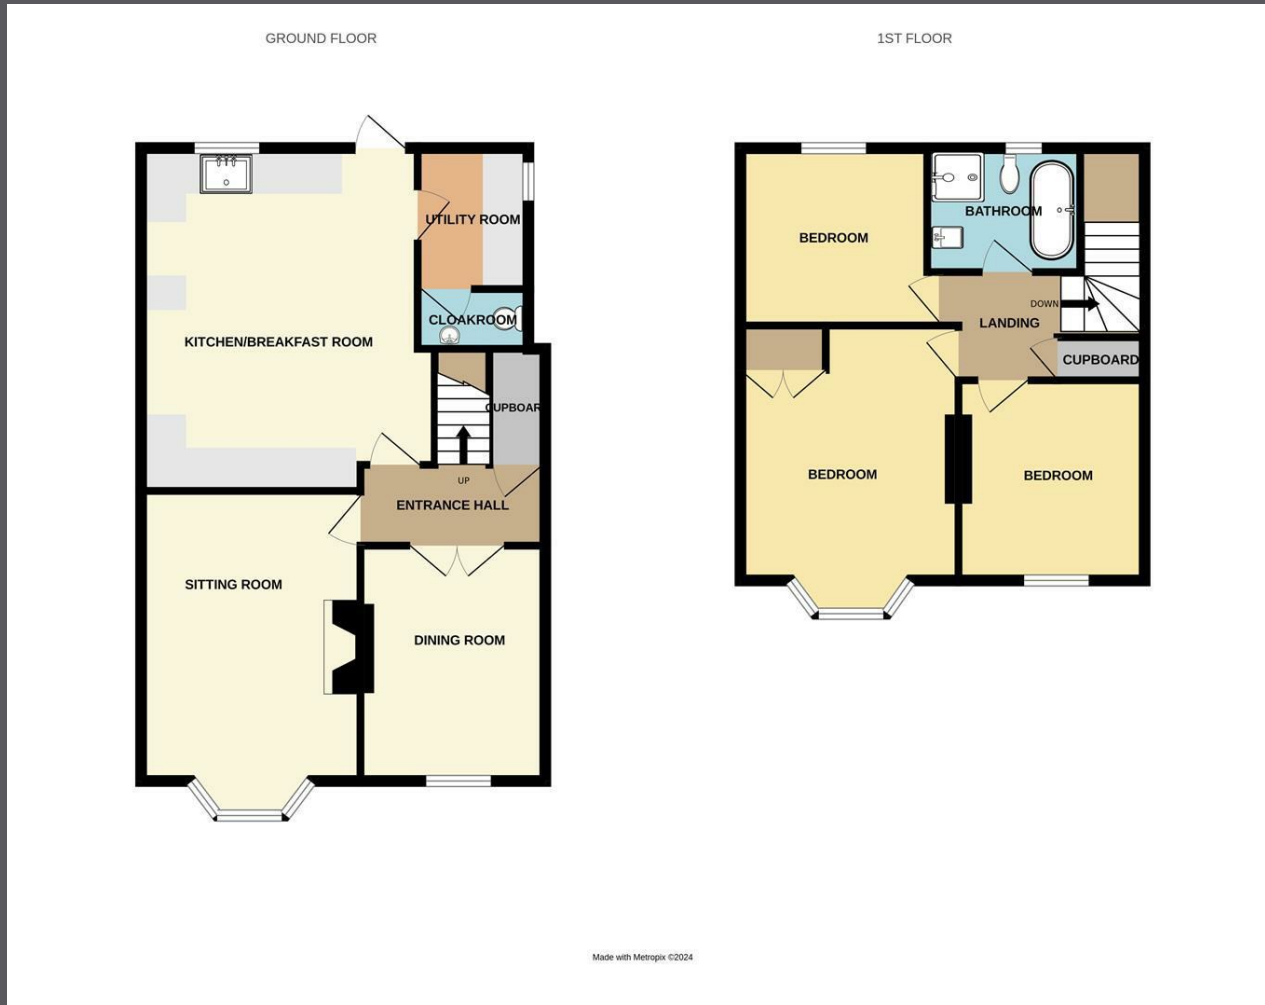 GROUND FLOOR
1ST FLOOR
UTILITY ROOM
CLOAKROOM
KITCHEN/BREAKFAST ROOM
CUPBOAR
UP
ENTRANCE HALL
SITTING ROOM
DINING ROOM
BATHROOM
BEDROOM
DOWN
LANDING
CUPBOARD
BEDROOM
BEDROOM
Made with Metropix ©2024